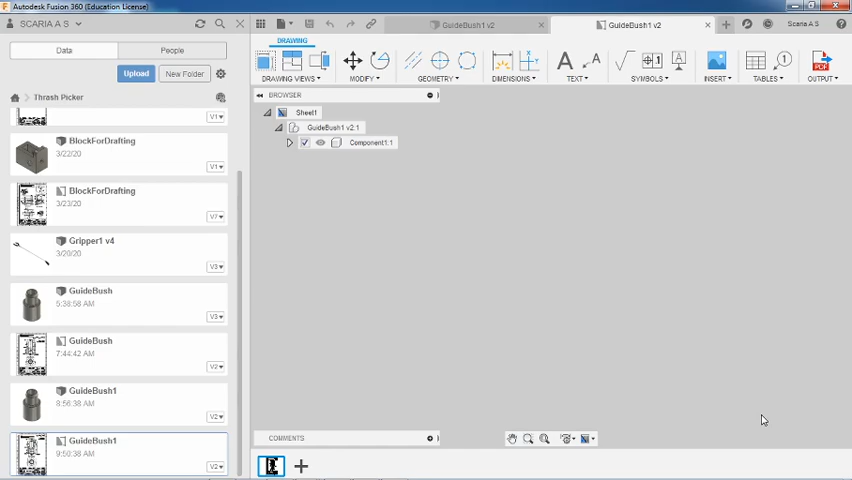 Autodesk Fusion 360 (Education License)
SCARIA A S
GuideBush1 v2
GuideBush1 v2
Scaria A S
Data
People
DRAWING
Upload
New Folder
DRAWING VIEWS
MODIFY
GEOMETRY
DIMENSIONS
TEXT
SYMBOLS
INSERT
TABLES
OUTPUT
PDF
Thrash Picker
BROWSER
Sheet1
V1
GuideBush1 v2:1
BlockForDrafting
3/22/20
Component1:1
V1
BlockForDrafting
3/23/20
V7
Gripper1 v4
3/20/20
V3
GuideBush
5:38:58 AM
V3
GuideBush
7:44:42 AM
V2
GuideBush1
8:56:38 AM
V2
GuideBush1
9:50:38 AM
V2
COMMENTS